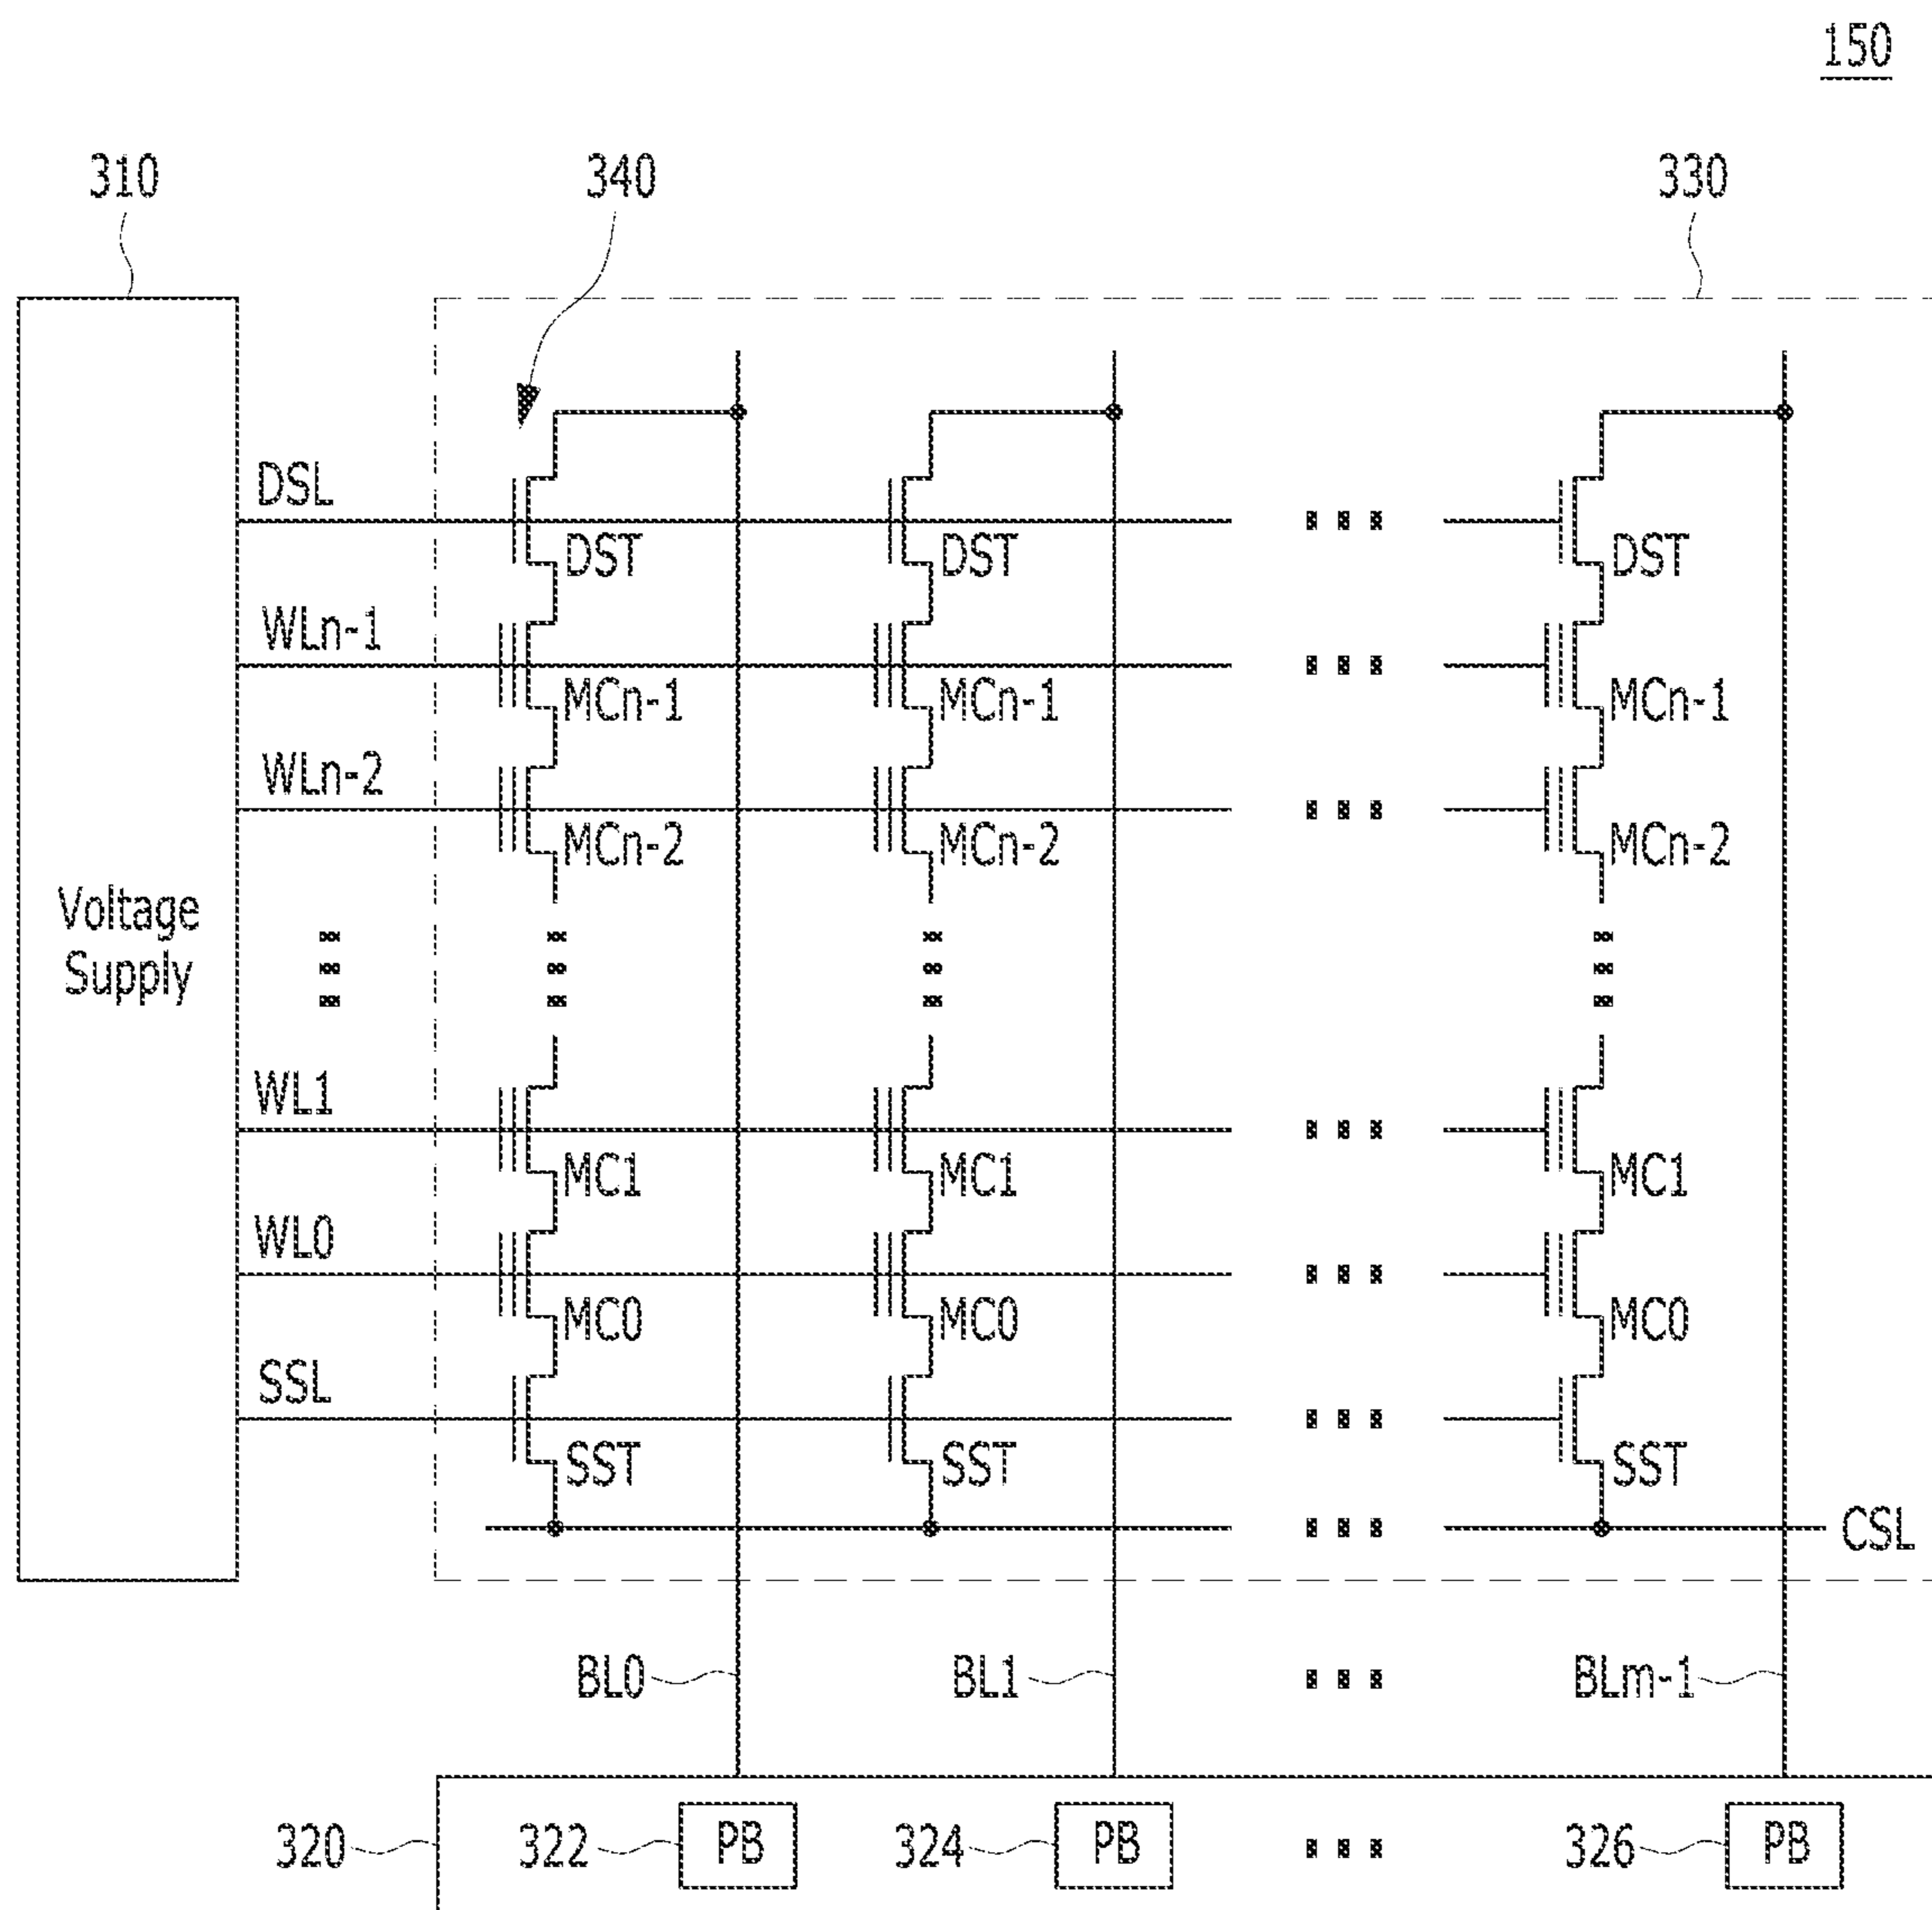 150
310 340 330
DSL
DST DST DST
WLn-1
MCn-1 MCn-1 MCn-1
WLn-2
MCn-2 MCn-2 MCn-2
Voltage
Supply
WL1
MC1 MC1 MC1
WL0
MC0 MC0 MC0
SSL
SST SST SST
CSL
BL0 BL1 BLm-1
320 322 PB 324 PB 326 PB